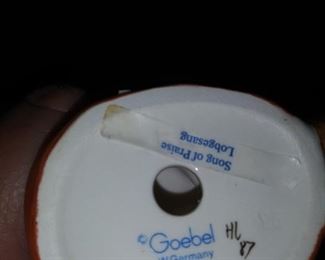 Song of Praise
Lobgesang
© Goebel
W. Germany
HL
87